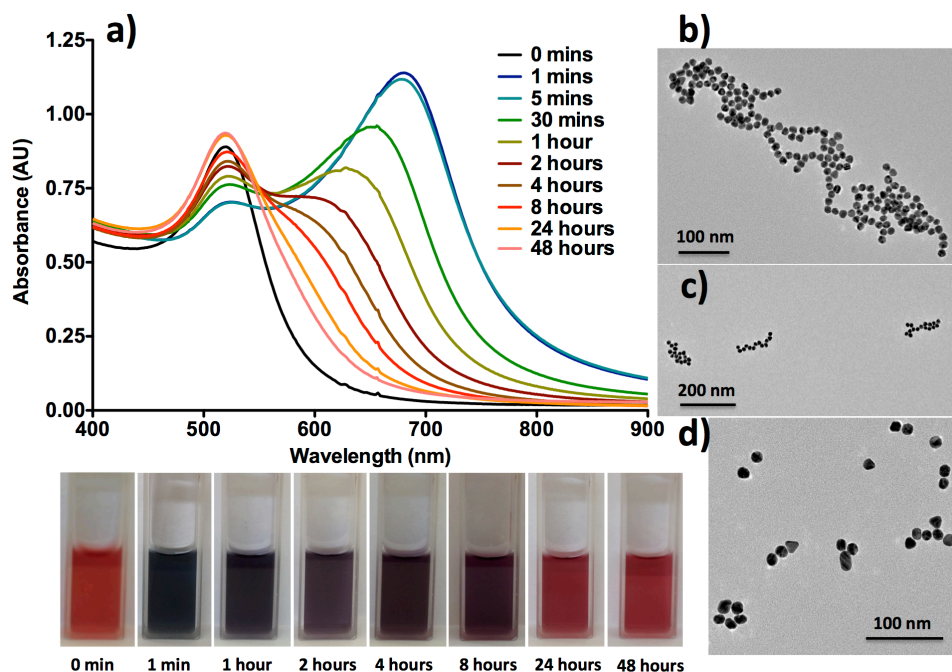 a)
1.25
1.00
0.75
0.50
0.25
0.00
Absorbance (AU)
400
500
600
700
800
900
Wavelength (nm)
0 mins
1 mins
5 mins
30 mins
1 hour
2 hours
4 hours
8 hours
24 hours
48 hours
b)
100 nm
c)
200 nm
d)
100 nm
0 min
1 min
1 hour
2 hours
4 hours
8 hours
24 hours
48 hours